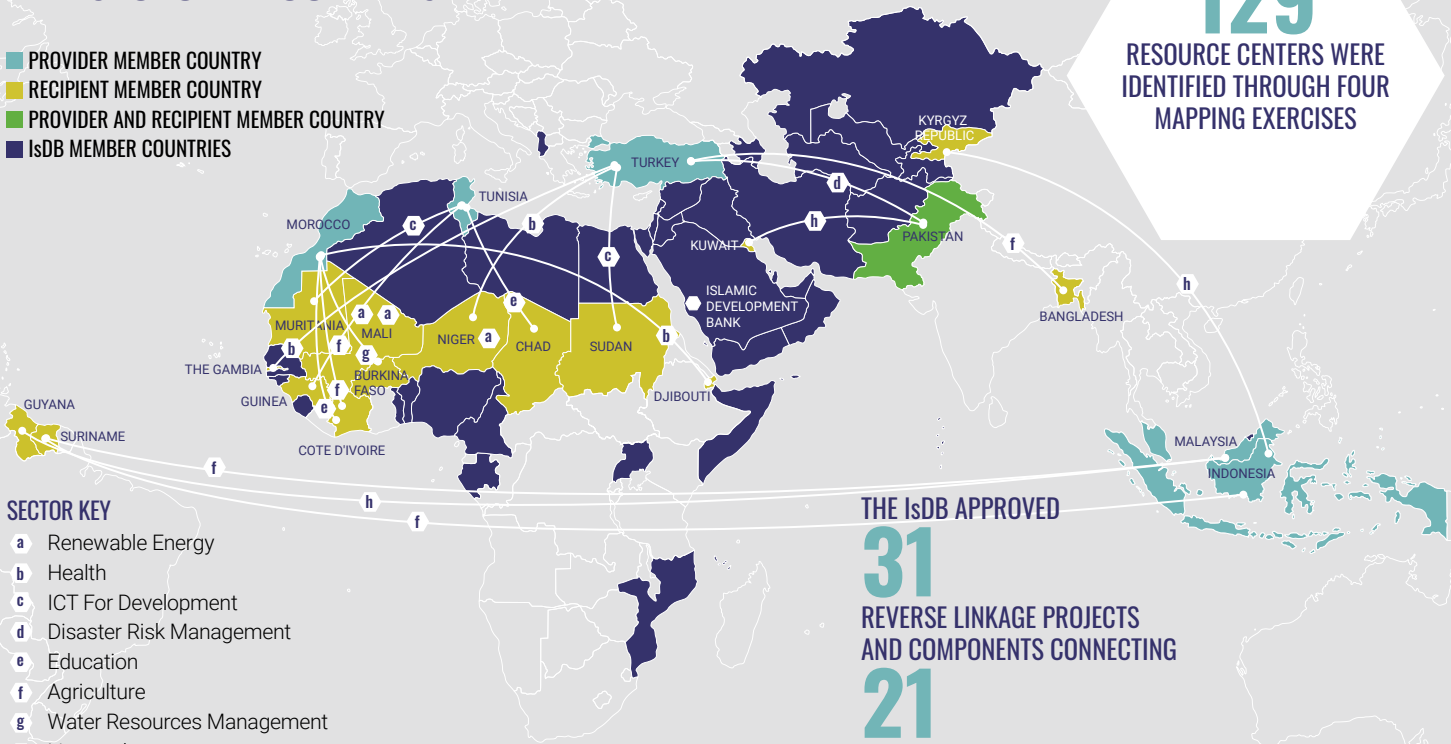 PROVIDER MEMBER COUNTRY
RECIPIENT MEMBER COUNTRY
PROVIDER AND RECIPIENT MEMBER COUNTRY
IsDB MEMBER COUNTRIES
129
RESOURCE CENTERS WERE
IDENTIFIED THROUGH FOUR
MAPPING EXERCISES
KYRGYZ
REPUBLIC
TURKEY
TUNISIA
MOROCCO
d
c
b
h
PAKISTAN
KUWAIT
f
c
h
ISLAMIC
DEVELOPMENT
BANK
e
BANGLADESH
MURITANIA
a
a
MALI
NIGER
a
CHAD
SUDAN
b
b
f
g
THE GAMBIA
BURKINA
FASO
f
DJIBOUTI
GUINEA
e
GUYANA
SURINAME
COTE D'IVOIRE
MALAYSIA
INDONESIA
f
h
f
SECTOR KEY
a Renewable Energy
b Health
c ICT For Development
d Disaster Risk Management
e Education
f Agriculture
g Water Resources Management
THE IsDB APPROVED
31
REVERSE LINKAGE PROJECTS
AND COMPONENTS CONNECTING
21